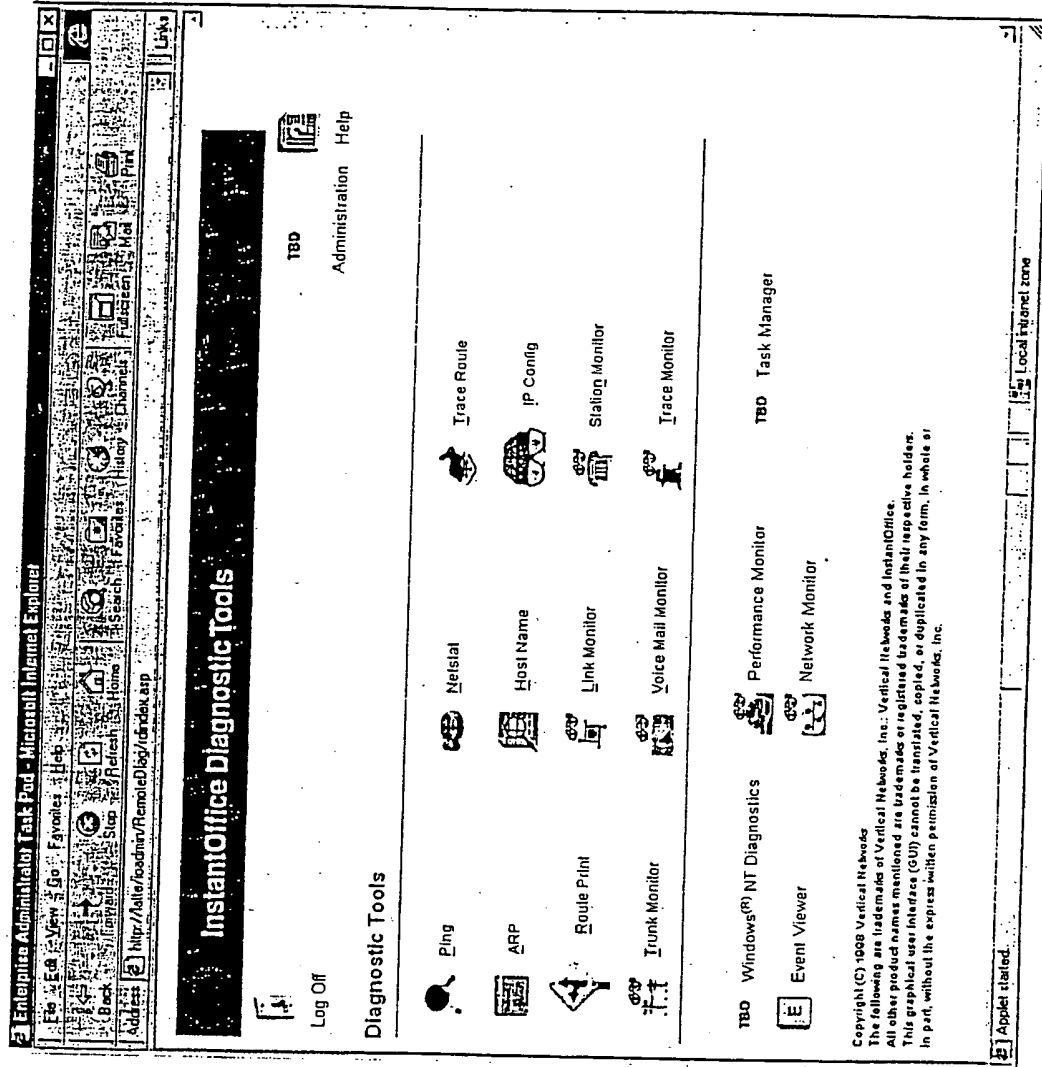 Enterprise Administrator Task Pad - Microsoft Internet Explorer
File Edit View Go Favorites Help
Back Forward Stop Refresh Home Search Favorites History Channels Fullscreen Mail Print
Address http://latte/ioadmin/RemoteDiag/rdindex.asp Links
InstantOffice Diagnostic Tools
TBD
Log Off Administration Help
Diagnostic Tools
Ping Netstat Trace Route
ARP Host Name IP Config
Route Print Link Monitor Station Monitor
Trunk Monitor Voice Mail Monitor Trace Monitor
TBD Windows(R) NT Diagnostics Performance Monitor TBD Task Manager
E Event Viewer Network Monitor
Copyright (C) 1998 Vertical Networks
The following are trademarks of Vertical Networks, Inc.: Vertical Networks and InstantOffice.
All other product names mentioned are trademarks or registered trademarks of their respective holders.
This graphical user interface (GUI) cannot be translated, copied, or duplicated in any form, in whole or
in part, without the express written permission of Vertical Networks, Inc.
Applet started. Local intranet zone